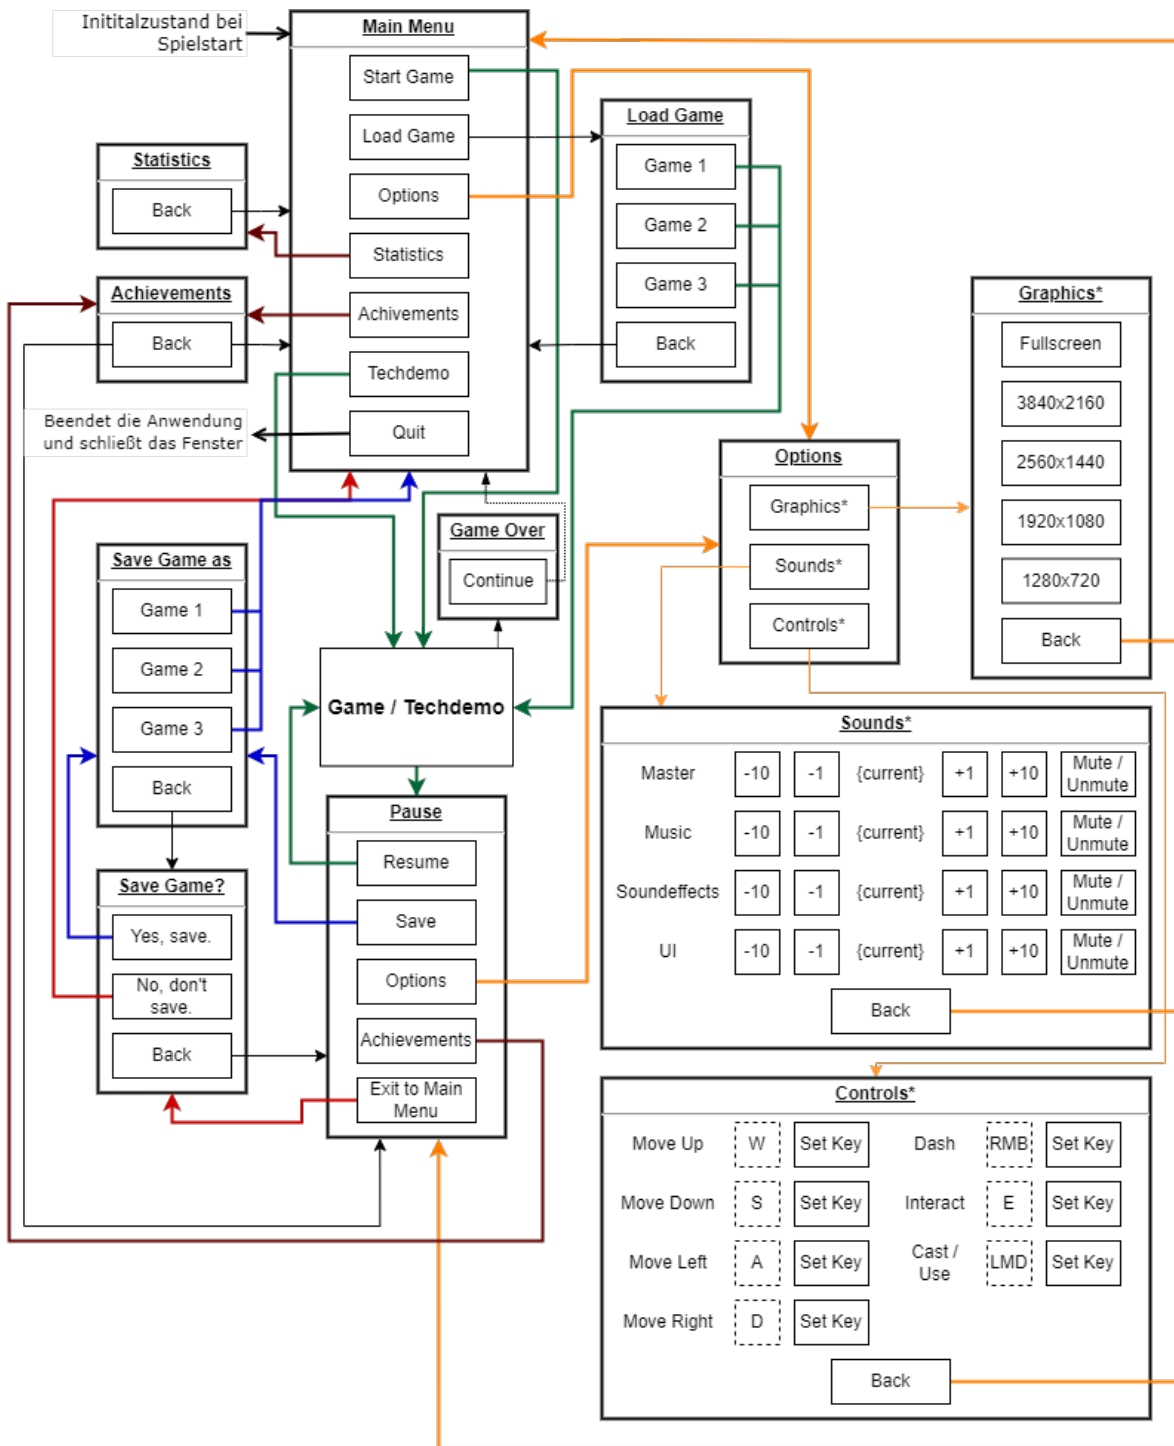 Inititalzustand bei
Spielstart
Main Menu
Start Game
Load Game
Options
Statistics
Achivements
Techdemo
Quit
Load Game
Game 1
Game 2
Game 3
Back
Statistics
Back
Achievements
Back
Beendet die Anwendung
und schließt das Fenster
Graphics*
Fullscreen
3840x2160
2560x1440
1920x1080
1280x720
Back
Options
Graphics*
Sounds*
Controls*
Game Over
Continue
Save Game as
Game 1
Game 2
Game 3
Back
Game / Techdemo
Save Game?
Yes, save.
No, don't
save.
Back
Pause
Resume
Save
Options
Achievements
Exit to Main
Menu
Sounds*
Master -10 -1 {current} +1 +10 Mute /
Unmute
Music -10 -1 {current} +1 +10 Mute /
Unmute
Soundeffects -10 -1 {current} +1 +10 Mute /
Unmute
UI -10 -1 {current} +1 +10 Mute /
Unmute
Back
Controls*
Move Up W Set Key Dash RMB Set Key
Move Down S Set Key Interact E Set Key
Move Left A Set Key Cast /
Use LMD Set Key
Move Right D Set Key
Back